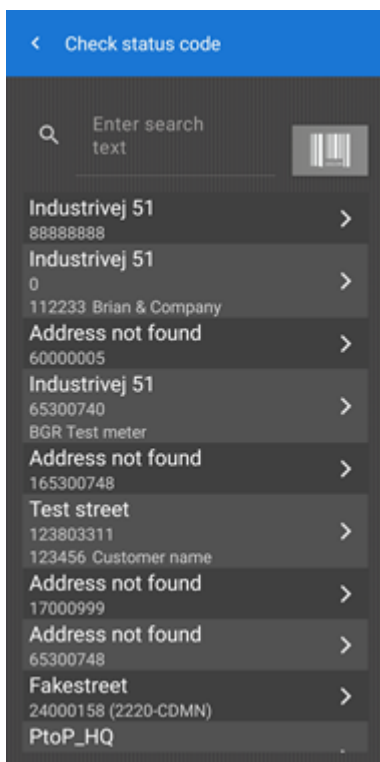 Check status code
Enter search
text
Industrivej 51
88888888
Industrivej 51
0
112233 Brian & Company
Address not found
60000005
Industrivej 51
65300740
BGR Test meter
Address not found
165300748
Test street
123803311
123456 Customer name
Address not found
17000999
Address not found
65300748
Fakestreet
24000158 (2220-CDMN)
PtoP_HQ